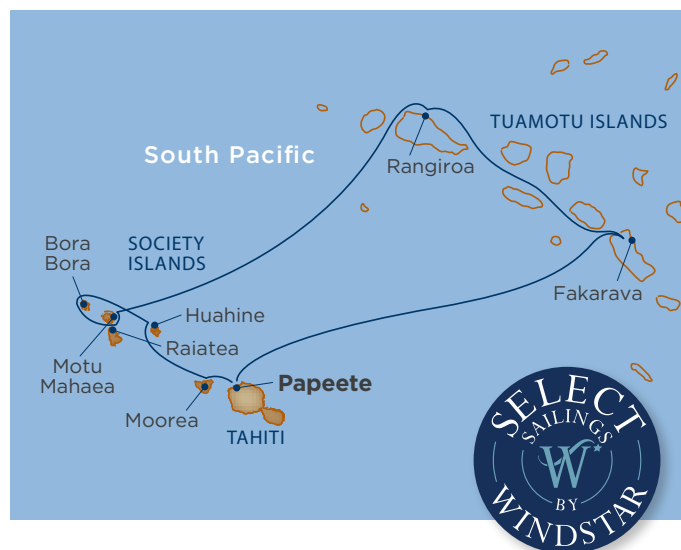 TUAMOTU ISLANDS
South Pacific
Rangiroa
Bora
Bora
SOCIETY
ISLANDS
Fakarava
Huahine
Raiatea
Motu
Mahaea
Papeete
Moorea
TAHITI
SELECT
SAILINGS
W
BY
WINDSTAR